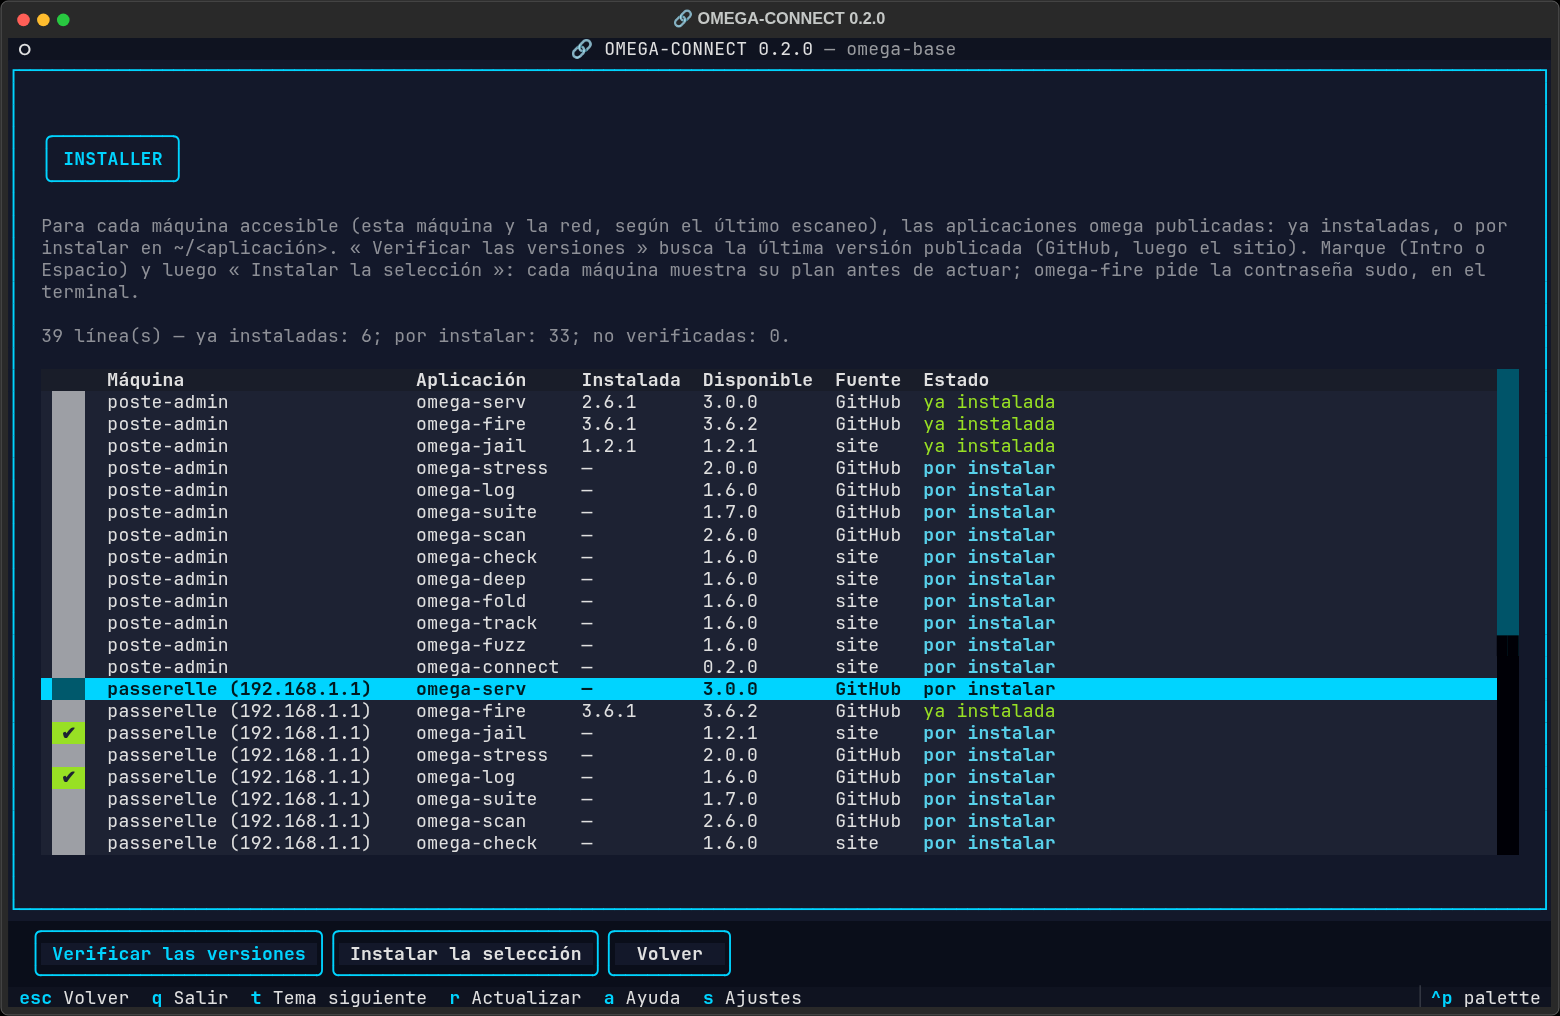 🔗 OMEGA-CONNECT 0.2.0
🔗 OMEGA-CONNECT 0.2.0 — omega-base
INSTALLER
Para cada máquina accesible (esta máquina y la red, según el último escaneo), las aplicaciones omega publicadas: ya instaladas, o por
instalar en ~/<aplicación>. « Verificar las versiones » busca la última versión publicada (GitHub, luego el sitio). Marque (Intro o
Espacio) y luego « Instalar la selección »: cada máquina muestra su plan antes de actuar; omega-fire pide la contraseña sudo, en el
terminal.
39 línea(s) — ya instaladas: 6; por instalar: 33; no verificadas: 0.
Máquina Aplicación Instalada Disponible Fuente Estado
poste-admin omega-serv 2.6.1 3.0.0 GitHub ya instalada
poste-admin omega-fire 3.6.1 3.6.2 GitHub ya instalada
poste-admin omega-jail 1.2.1 1.2.1 site ya instalada
poste-admin omega-stress — 2.0.0 GitHub por instalar
poste-admin omega-log — 1.6.0 GitHub por instalar
poste-admin omega-suite — 1.7.0 GitHub por instalar
poste-admin omega-scan — 2.6.0 GitHub por instalar
poste-admin omega-check — 1.6.0 site por instalar
poste-admin omega-deep — 1.6.0 site por instalar
poste-admin omega-fold — 1.6.0 site por instalar
poste-admin omega-track — 1.6.0 site por instalar
poste-admin omega-fuzz — 1.6.0 site por instalar
poste-admin omega-connect — 0.2.0 site por instalar
passerelle (192.168.1.1) omega-serv — 3.0.0 GitHub por instalar
passerelle (192.168.1.1) omega-fire 3.6.1 3.6.2 GitHub ya instalada
✔ passerelle (192.168.1.1) omega-jail — 1.2.1 site por instalar
passerelle (192.168.1.1) omega-stress — 2.0.0 GitHub por instalar
✔ passerelle (192.168.1.1) omega-log — 1.6.0 GitHub por instalar
passerelle (192.168.1.1) omega-suite — 1.7.0 GitHub por instalar
passerelle (192.168.1.1) omega-scan — 2.6.0 GitHub por instalar
passerelle (192.168.1.1) omega-check — 1.6.0 site por instalar
Verificar las versiones Instalar la selección Volver
esc Volver q Salir t Tema siguiente r Actualizar a Ayuda s Ajustes ^p palette